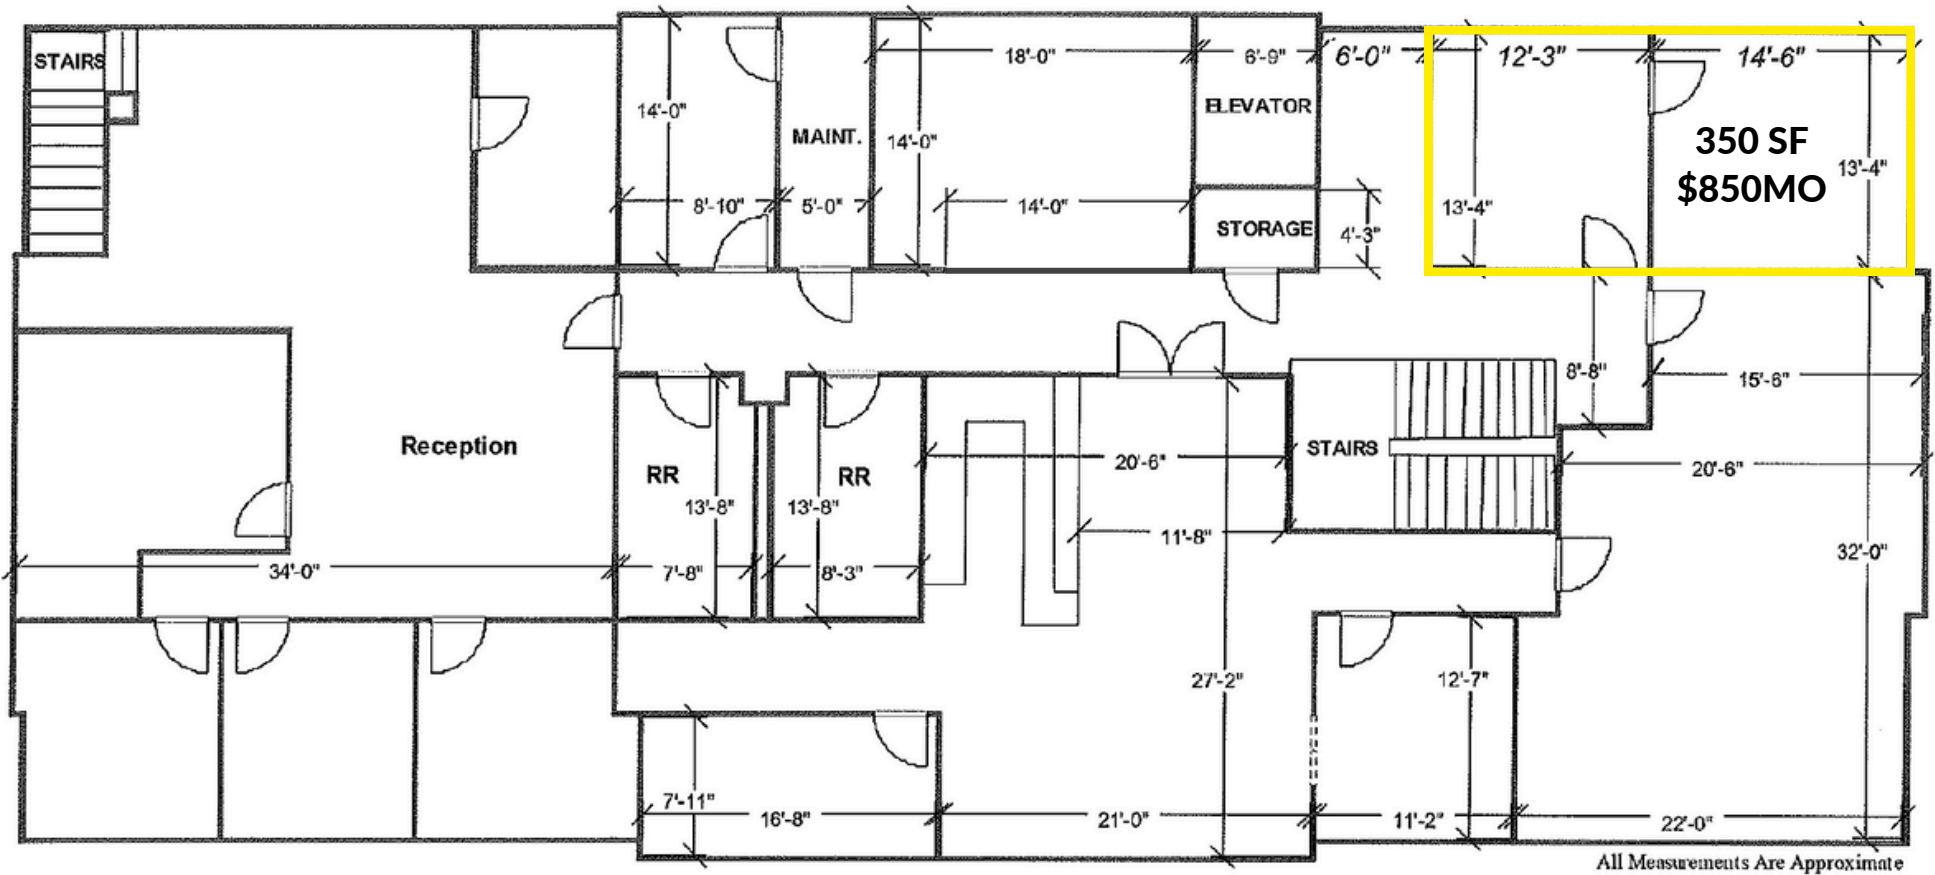 STAIRS
18'-0"
6'-9"
6'-0"
12'-3"
14'-6"
14'-0"
ELEVATOR
MAINT.
14'-0"
350 SF
$850MO
13'-4"
8'-10"
5'-0"
14'-0"
13'-4"
STORAGE
4'-3"
8'-8"
15'-6"
Reception
STAIRS
20'-6"
20'-6"
RR
RR
13'-8"
13'-8"
11'-8"
32'-0"
34'-0"
7'-8"
8'-3"
27'-2"
12'-7"
7'-11"
16'-8"
21'-0"
11'-2"
22'-0"
All Measurements Are Approximate